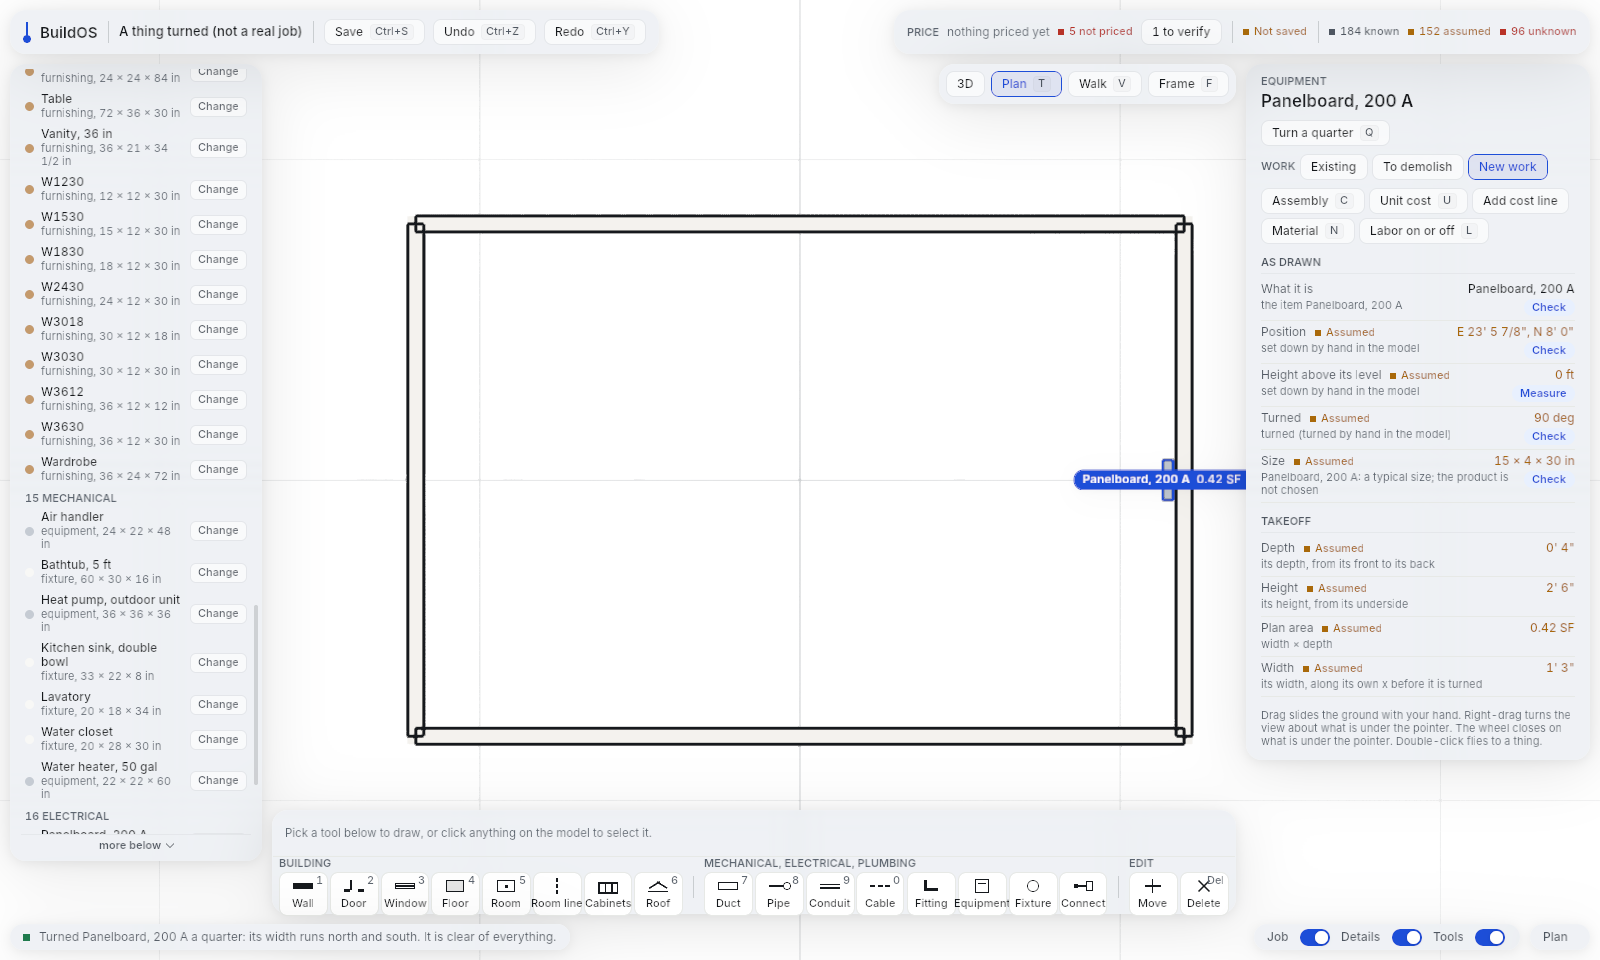 BuildOS
A thing turned (not a real job)
Save Ctrl+S
Undo Ctrl+Z
Redo Ctrl+Y
PRICE nothing priced yet 5 not priced 1 to verify Not saved 184 known 152 assumed 96 unknown
3D
Plan T
Walk V
Frame F
furnishing, 24 × 24 × 84 in
Change
Table
furnishing, 72 × 36 × 30 in
Change
Vanity, 36 in
furnishing, 36 × 21 × 34
1/2 in
Change
W1230
furnishing, 12 × 12 × 30 in
Change
W1530
furnishing, 15 × 12 × 30 in
Change
W1830
furnishing, 18 × 12 × 30 in
Change
W2430
furnishing, 24 × 12 × 30 in
Change
W3018
furnishing, 30 × 12 × 18 in
Change
W3030
furnishing, 30 × 12 × 30 in
Change
W3612
furnishing, 36 × 12 × 12 in
Change
W3630
furnishing, 36 × 12 × 30 in
Change
Wardrobe
furnishing, 36 × 24 × 72 in
Change
15 MECHANICAL
Air handler
equipment, 24 × 22 × 48
in
Change
Bathtub, 5 ft
fixture, 60 × 30 × 16 in
Change
Heat pump, outdoor unit
equipment, 36 × 36 × 36
in
Change
Kitchen sink, double
bowl
fixture, 33 × 22 × 8 in
Change
Lavatory
fixture, 20 × 18 × 34 in
Change
Water closet
fixture, 20 × 28 × 30 in
Change
Water heater, 50 gal
equipment, 22 × 22 × 60
in
Change
16 ELECTRICAL
Panelboard, 200 A
more below
Panelboard, 200 A 0.42 SF
EQUIPMENT
Panelboard, 200 A
Turn a quarter Q
WORK Existing To demolish New work
Assembly C
Unit cost U
Add cost line
Material N
Labor on or off L
AS DRAWN
What it is Panelboard, 200 A
the item Panelboard, 200 A Check
Position Assumed E 23' 5 7/8", N 8' 0"
set down by hand in the model Check
Height above its level Assumed 0 ft
set down by hand in the model Measure
Turned Assumed 90 deg
turned (turned by hand in the model) Check
Size Assumed 15 × 4 × 30 in
Panelboard, 200 A: a typical size; the product is Check
not chosen
TAKEOFF
Depth Assumed 0' 4"
its depth, from its front to its back
Height Assumed 2' 6"
its height, from its underside
Plan area Assumed 0.42 SF
width × depth
Width Assumed 1' 3"
its width, along its own x before it is turned
Drag slides the ground with your hand. Right-drag turns the
view about what is under the pointer. The wheel closes on
what is under the pointer. Double-click flies to a thing.
Pick a tool below to draw, or click anything on the model to select it.
BUILDING
1 2 3 4 5 6
Wall Door Window Floor Room Room line Cabinets Roof
MECHANICAL, ELECTRICAL, PLUMBING
7 8 9 0
Duct Pipe Conduit Cable Fitting Equipment Fixture Connect
EDIT
Del
Move Delete
Turned Panelboard, 200 A a quarter: its width runs north and south. It is clear of everything.
Job Details Tools Plan